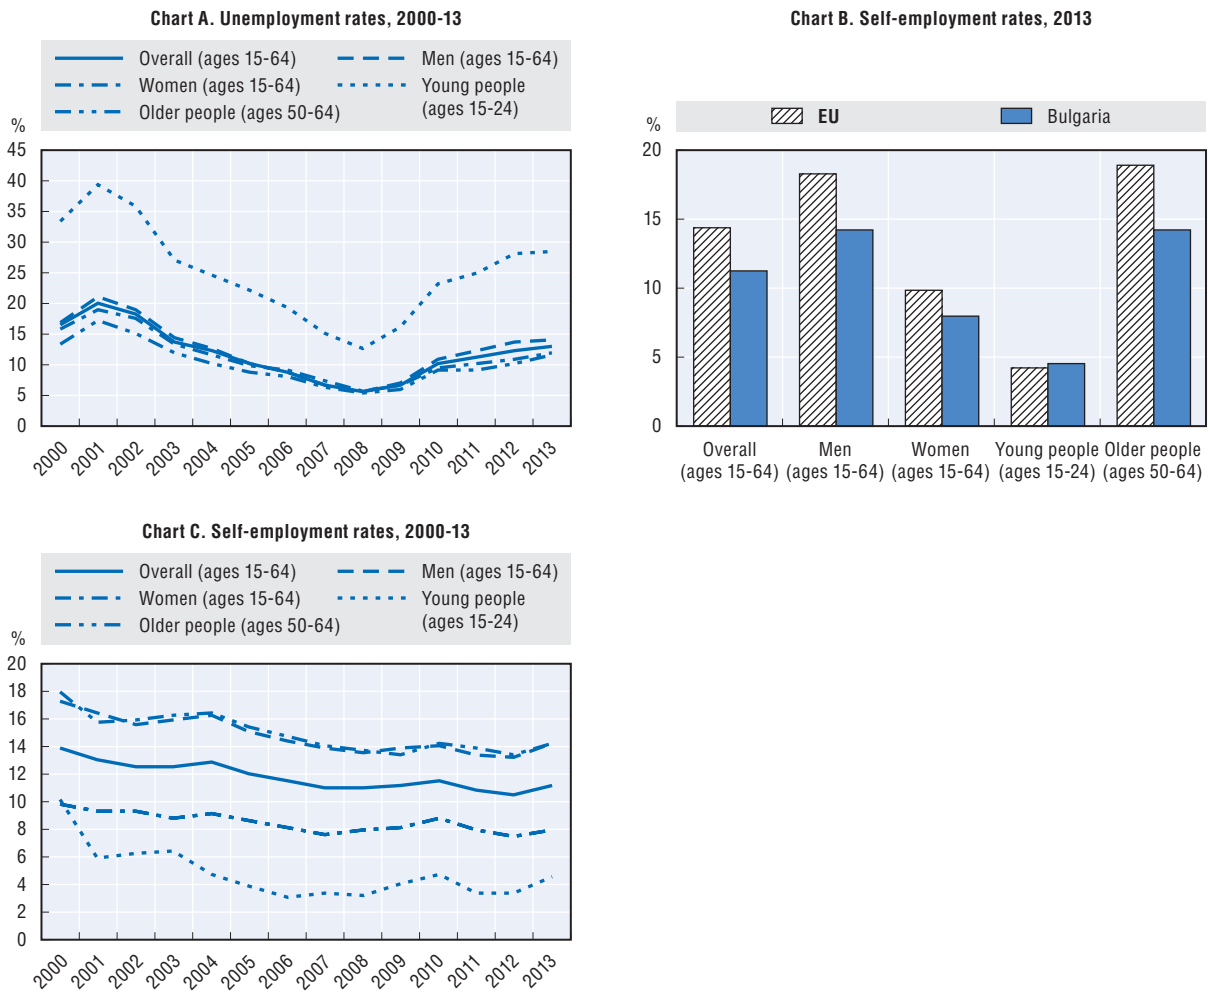 Chart A. Unemployment rates, 2000-13
Overall (ages 15-64)
Men (ages 15-64)
Women (ages 15-64)
Young people
(ages 15-24)
Older people (ages 50-64)
%
45
40
35
30
25
20
15
10
5
0
2000
2001
2002
2003
2004
2005
2006
2007
2008
2009
2010
2011
2012
2013
Chart B. Self-employment rates, 2013
EU
Bulgaria
%
20
15
10
5
0
Overall
(ages 15-64)
Men
(ages 15-64)
Women
(ages 15-64)
Young people
(ages 15-24)
Older people
(ages 50-64)
Chart C. Self-employment rates, 2000-13
Overall (ages 15-64)
Men (ages 15-64)
Women (ages 15-64)
Young people
(ages 15-24)
Older people (ages 50-64)
%
20
18
16
14
12
10
8
6
4
2
0
2000
2001
2002
2003
2004
2005
2006
2007
2008
2009
2010
2011
2012
2013